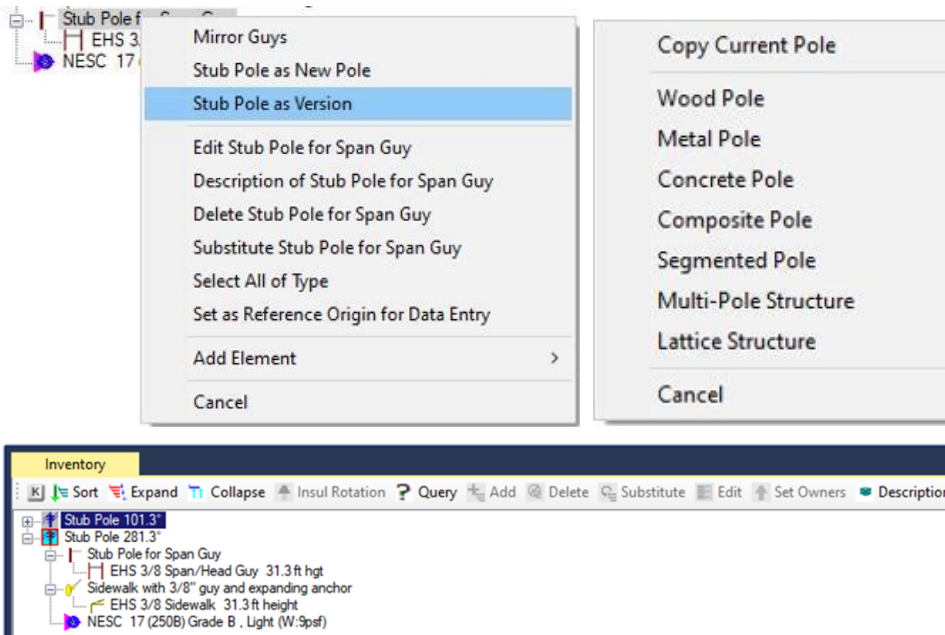 Stub Pole f
EHS 3
NESC 17
Mirror Guys
Stub Pole as New Pole
Stub Pole as Version
Edit Stub Pole for Span Guy
Description of Stub Pole for Span Guy
Delete Stub Pole for Span Guy
Substitute Stub Pole for Span Guy
Select All of Type
Set as Reference Origin for Data Entry
Add Element >
Cancel
Copy Current Pole
Wood Pole
Metal Pole
Concrete Pole
Composite Pole
Segmented Pole
Multi-Pole Structure
Lattice Structure
Cancel
Inventory
K Sort Expand Collapse Insul Rotation ? Query Add Delete Substitute Edit Set Owners Description
Stub Pole 101.3°
Stub Pole 281.3°
Stub Pole for Span Guy
EHS 3/8 Span/Head Guy 31.3 ft hgt
Sidewalk with 3/8" guy and expanding anchor
EHS 3/8 Sidewalk 31.3 ft height
NESC 17 (250B) Grade B , Light (W:9psf)